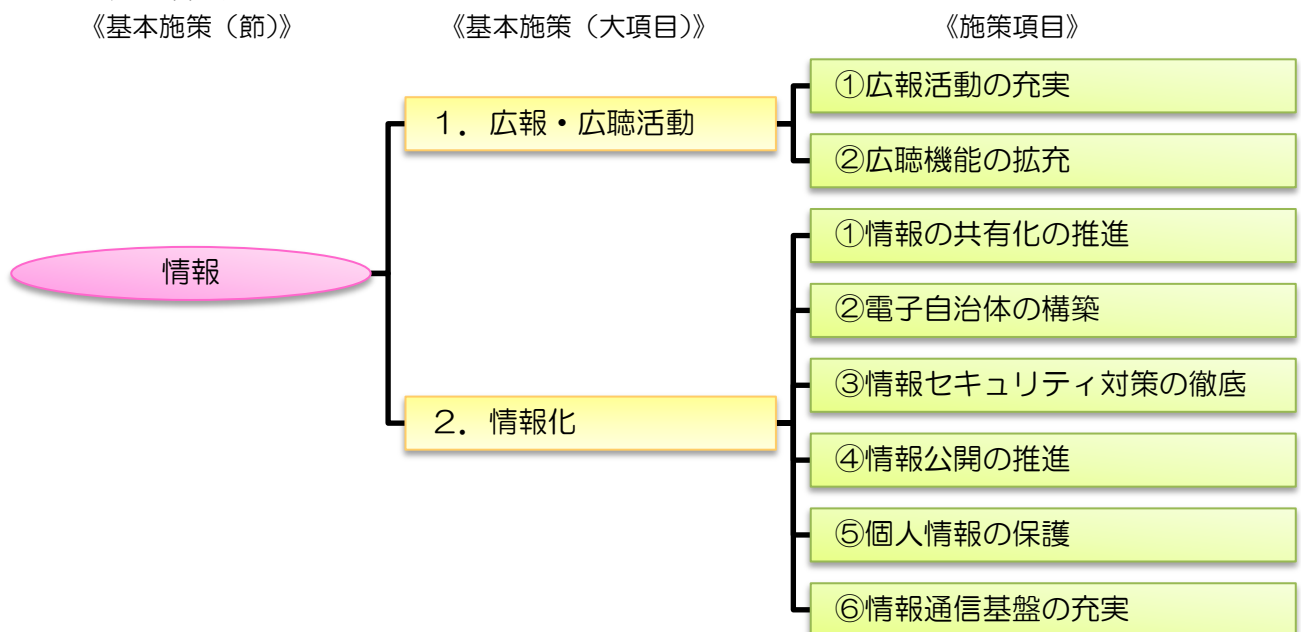 《基本施策（節）》
《基本施策（大項目）》
《施策項目》
情報
１．広報・広聴活動
①広報活動の充実
②広聴機能の拡充
２．情報化
①情報の共有化の推進
②電子自治体の構築
③情報セキュリティ対策の徹底
④情報公開の推進
⑤個人情報の保護
⑥情報通信基盤の充実